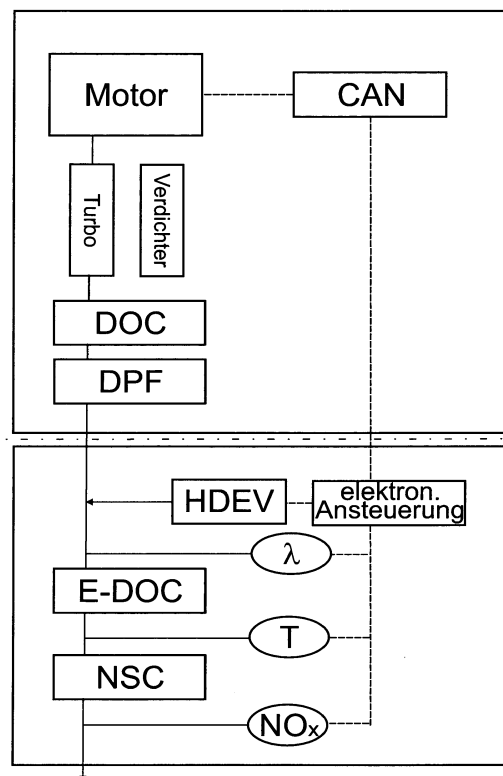 Motor
CAN
Turbo
Verdichter
DOC
DPF
HDEV
elektron.
Ansteuerung
λ
E-DOC
T
NSC
NOx